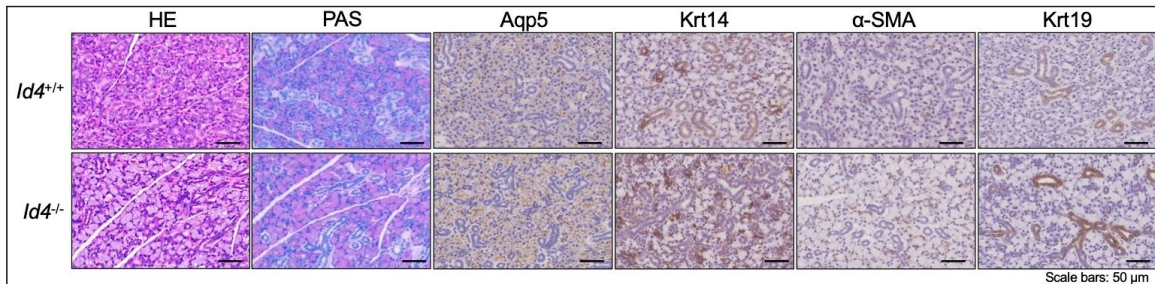 HE PAS Aqp5 Krt14 α-SMA Krt19
Id4+/+
Id4-/-
Scale bars: 50 μm